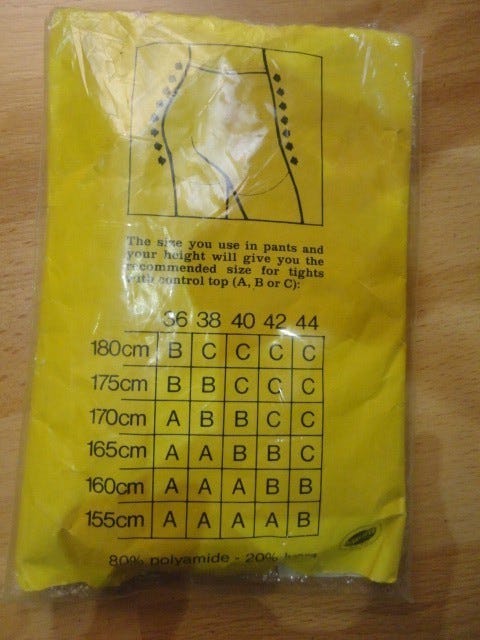 The size you use in pants and
your height will give you the
recommended size for tights
with control top (A, B or C):
36 38 40 42 44
180cm B C C C C
175cm B B C C C
170cm A B B C C
165cm A A B B C
160cm A A A B B
155cm A A A A B
80% polyamide - 20%